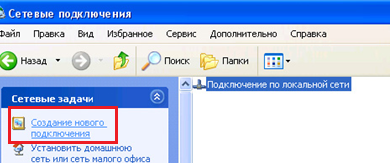 Сетевые подключения
Файл Правка Вид Избранное Сервис Дополнительно Справка
Назад Поиск Папки
Сетевые задачи
Подключение по локальной сети
Создание нового
подключения
Установить домашнюю
сеть или сеть малого офиса